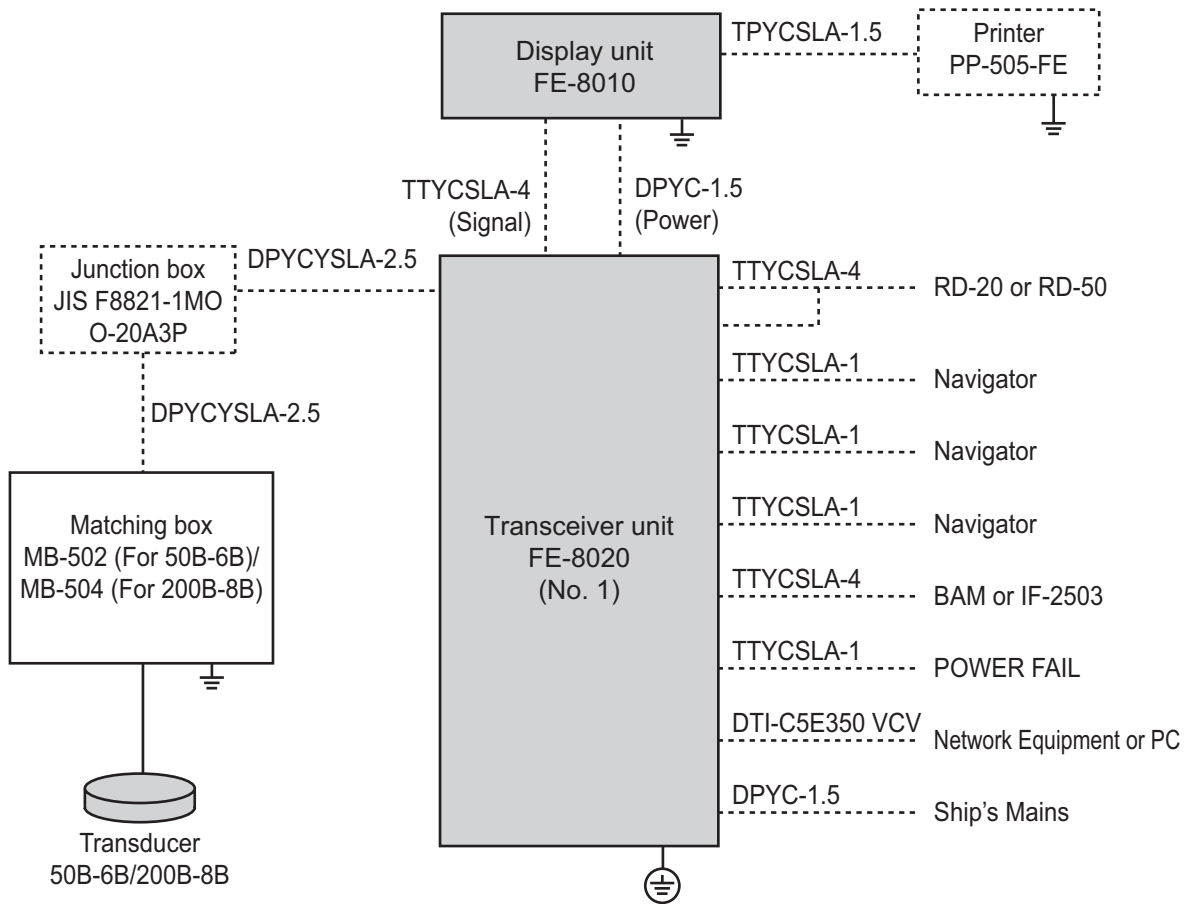 Display unit
FE-8010
TPYCSLA-1.5
Printer
PP-505-FE
TTYCSLA-4
(Signal)
DPYC-1.5
(Power)
Junction box
JIS F8821-1MO
O-20A3P
DPYCYSLA-2.5
DPYCYSLA-2.5
Matching box
MB-502 (For 50B-6B)/
MB-504 (For 200B-8B)
Transducer
50B-6B/200B-8B
Transceiver unit
FE-8020
(No. 1)
TTYCSLA-4
RD-20 or RD-50
TTYCSLA-1
Navigator
TTYCSLA-1
Navigator
TTYCSLA-1
Navigator
TTYCSLA-4
BAM or IF-2503
TTYCSLA-1
POWER FAIL
DTI-C5E350 VCV
Network Equipment or PC
DPYC-1.5
Ship's Mains